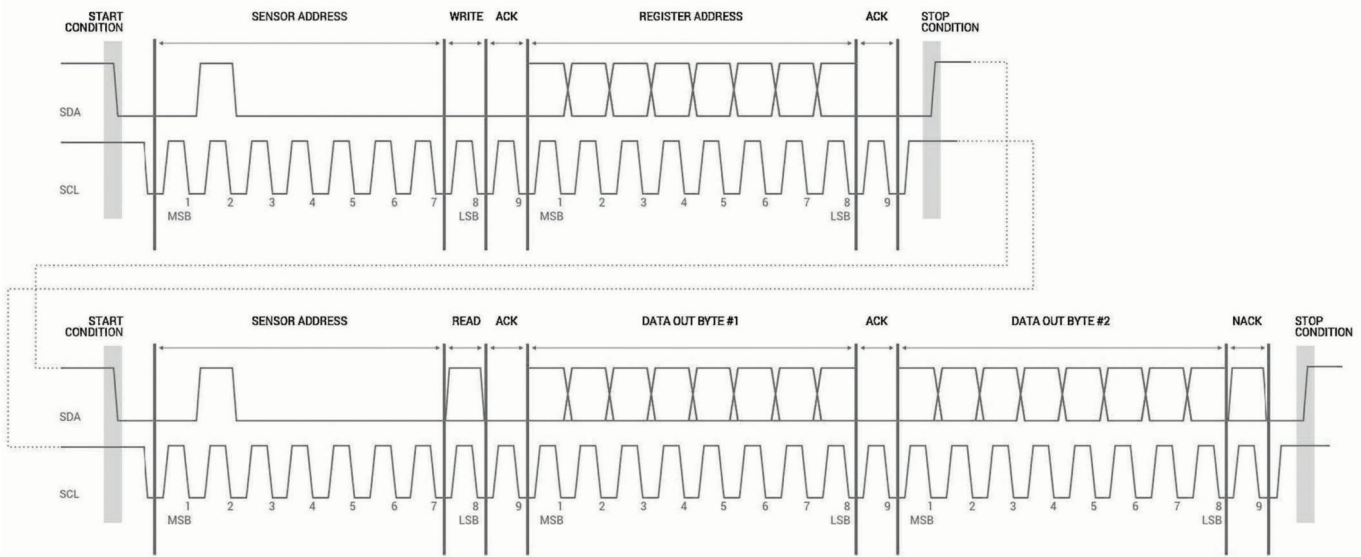 START CONDITION SENSOR ADDRESS WRITE ACK REGISTER ADDRESS ACK STOP CONDITION
SDA
SCL
1 2 3 4 5 6 7 8 9 1 2 3 4 5 6 7 8 9
MSB LSB MSB LSB
START CONDITION SENSOR ADDRESS READ ACK DATA OUT BYTE #1 ACK DATA OUT BYTE #2 NACK STOP CONDITION
SDA
SCL
1 2 3 4 5 6 7 8 9 1 2 3 4 5 6 7 8 9 1 2 3 4 5 6 7 8 9
MSB LSB MSB LSB MSB LSB